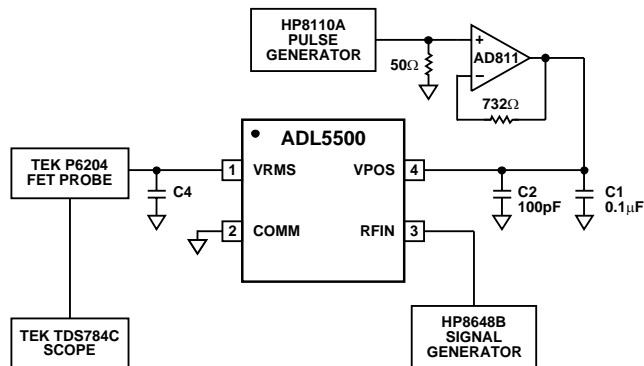 HP8110A
PULSE
GENERATOR
50Ω
+
AD811
–
732Ω
ADL5500
TEK P6204
FET PROBE
C4
1
VRMS
VPOS
4
C2
100pF
C1
0.1μF
2
COMM
RFIN
3
TEK TDS784C
SCOPE
HP8648B
SIGNAL
GENERATOR